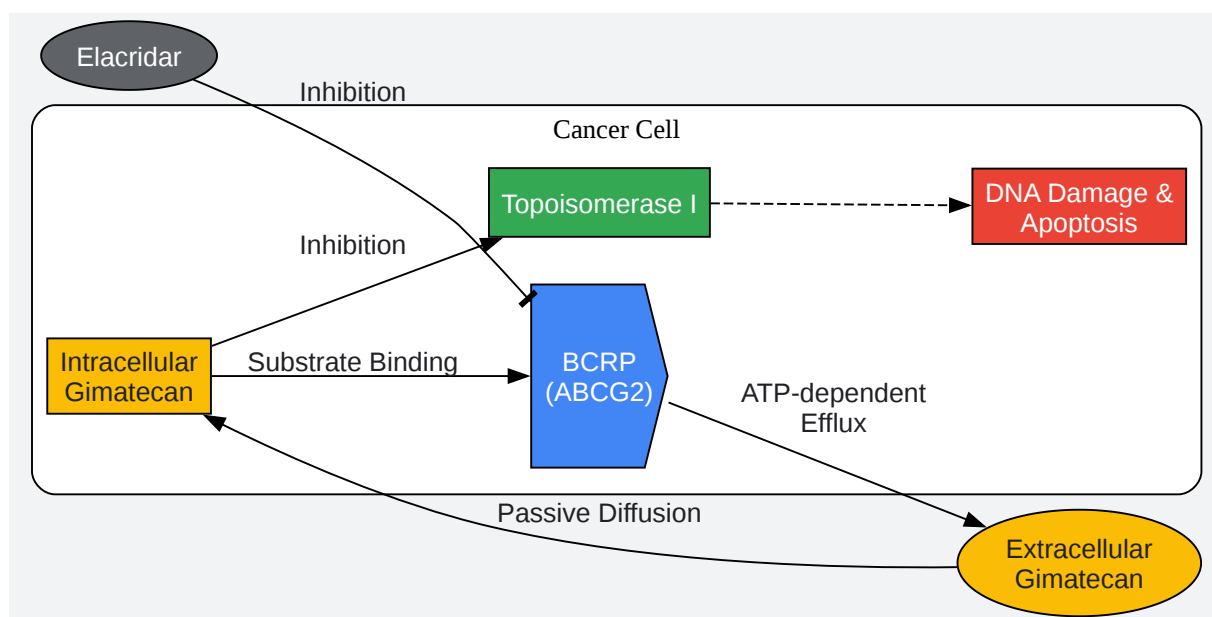 Elacridar
Inhibition
Cancer Cell
Topoisomerase I
DNA Damage &
Apoptosis
Inhibition
Intracellular
Gimatecan
Substrate Binding
BCRP
(ABCG2)
ATP-dependent
Efflux
Passive Diffusion
Extracellular
Gimatecan